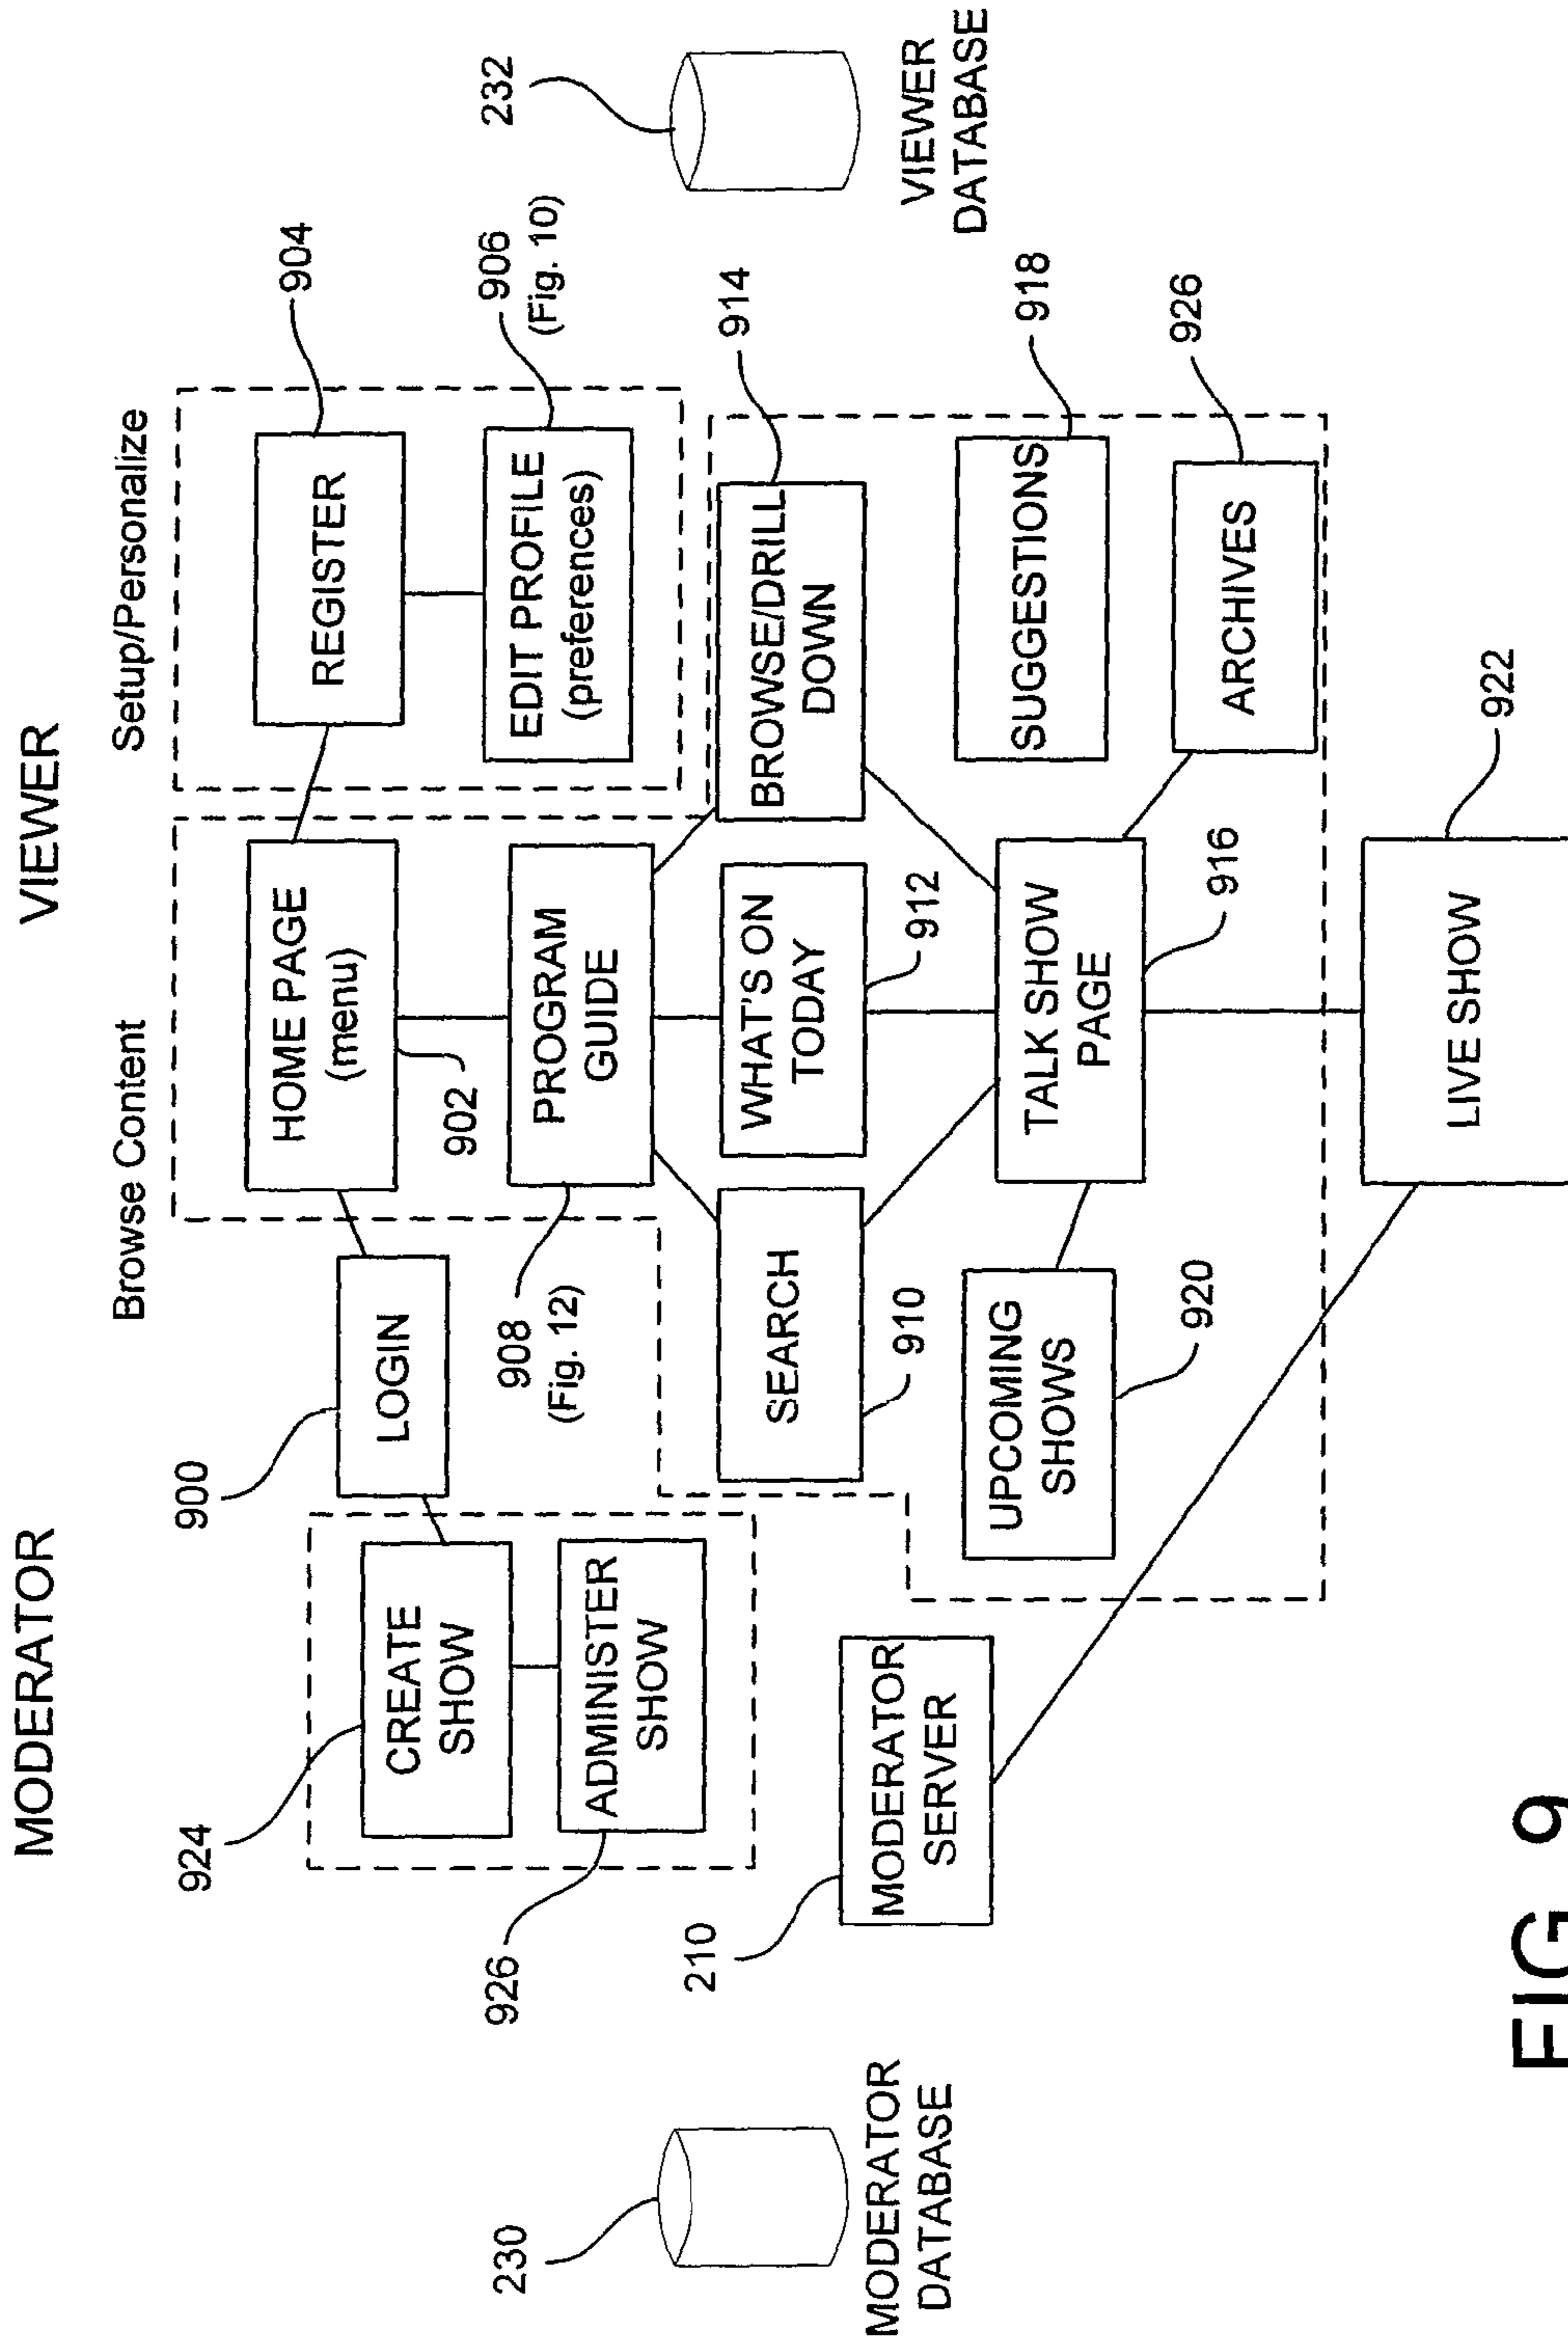 MODERATOR
VIEWER
Browse Content
Setup/Personalize
924
900
904
CREATE
SHOW
LOGIN
HOME PAGE
(menu)
REGISTER
902
926
ADMINISTER
SHOW
908
(Fig. 12)
PROGRAM
GUIDE
EDIT PROFILE
(preferences)
906
(Fig. 10)
230
232
210
SEARCH
WHAT'S ON
TODAY
BROWSE/DRILL
DOWN
914
910
912
MODERATOR
DATABASE
MODERATOR
SERVER
VIEWER
DATABASE
UPCOMING
SHOWS
TALK SHOW
PAGE
SUGGESTIONS
918
920
916
ARCHIVES
926
LIVE SHOW
922
FIG 9